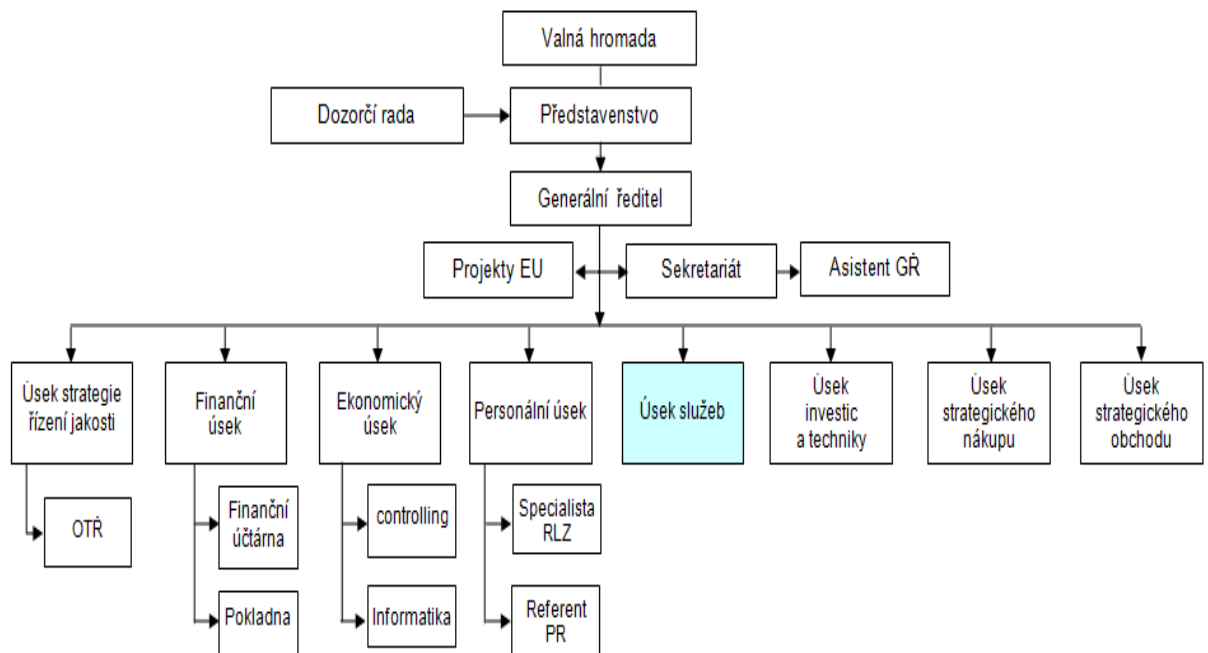 Valná hromada
Dozorčí rada
Představenstvo
Generální ředitel
Projekty EU
Sekretariát
Asistent GŘ
Úsek strategie
řízení jakosti
Finanční
úsek
Ekonomický
úsek
Personální úsek
Úsek služeb
Úsek
investic
a techniky
Úsek
strategického
nákupu
Úsek
strategického
obchodu
OTŘ
Finanční
účtárna
controlling
Specialista
RLZ
Pokladna
Informatika
Referent
PR